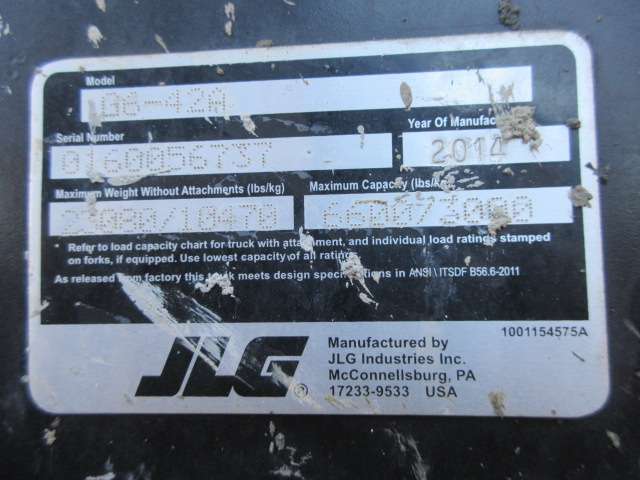 Model
G6-42A
Serial Number
0160056737
Year Of Manufacture
2014
Maximum Weight Without Attachments (lbs/kg)
23080/10470
Maximum Capacity (lbs/kg)
6600/3000
* Refer to load capacity chart for truck with attachment, and individual load ratings stamped
on forks, if equipped. Use lowest capacity of all ratings.
As released from factory this truck meets design specifications in ANSI \ ITSDF B56.6-2011
1001154575A
JLG ®
Manufactured by
JLG Industries Inc.
McConnellsburg, PA
17233-9533 USA